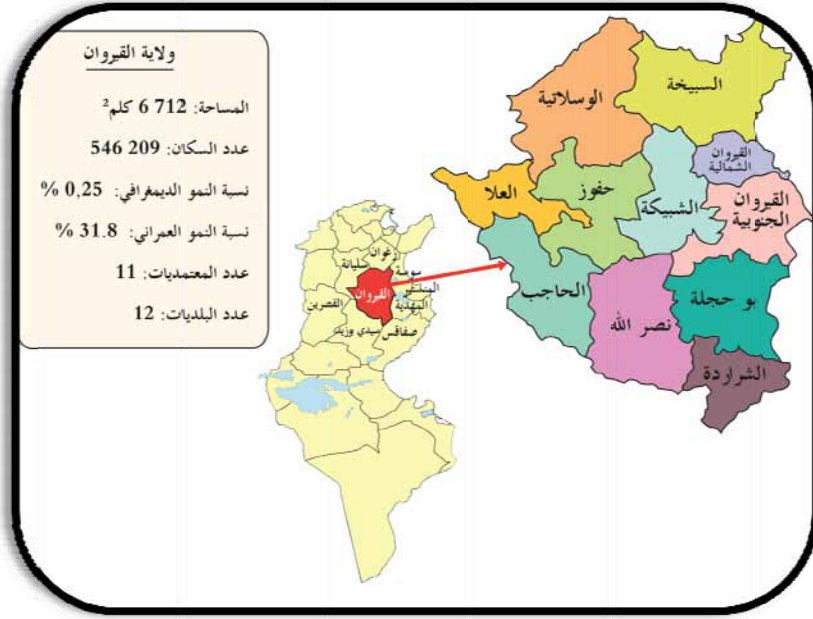 ولاية القيروان
المساحة: 712 6 كلم²
عدد السكان: 209 546
نسبة النمو الديمغرافي: 0,25 %
نسبة النمو العمراني: 31.8 %
عدد المعتمديات: 11
عدد البلديات: 12
السبيخة
الوسلاتية
القيروان
الشمالية
العلا
حفوز
الشبيكة
القيروان
الجنوبية
الحاجب
نصر الله
بو حجلة
الشراردة
زغوان
سليانة
سوسة
القيروان
المنستير
القصرين
المهدية
سيدي بوزيد
صفاقس